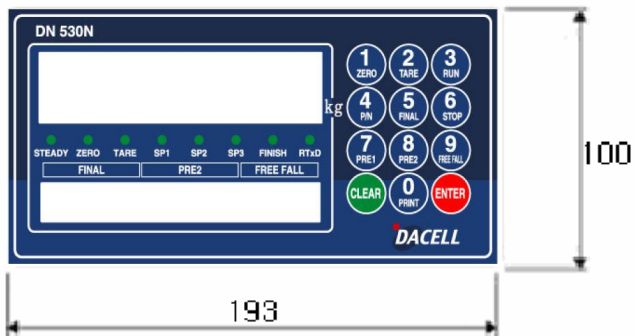 DN 530N
1
ZERO
2
TARE
3
RUN
kg
4
P/N
5
FINAL
6
STOP
7
PRE1
8
PRE2
9
FREE FALL
STEADY ZERO TARE SP1 SP2 SP3 FINISH RTxD
FINAL PRE2 FREE FALL
CLEAR
0
PRINT
ENTER
DACELL
100
193